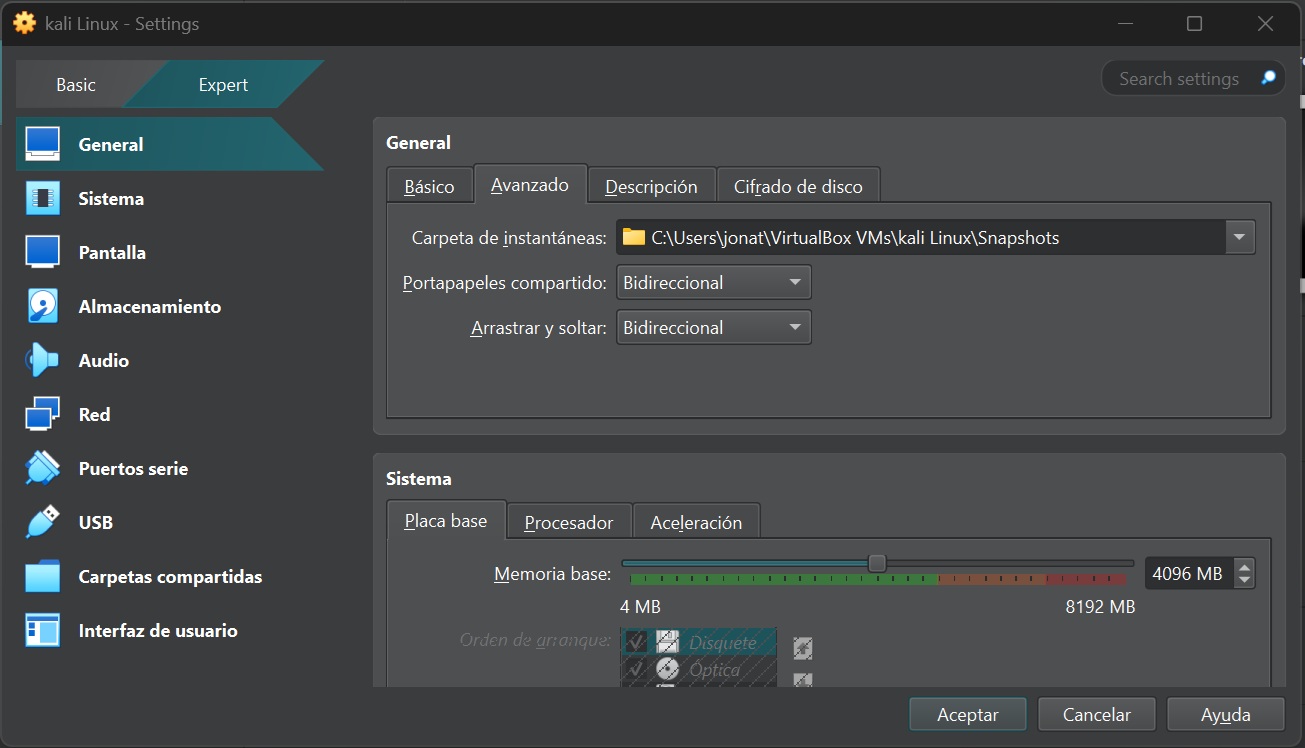 kali Linux - Settings
Basic
Expert
Search settings
General
Sistema
Pantalla
Almacenamiento
Audio
Red
Puertos serie
USB
Carpetas compartidas
Interfaz de usuario
General
Básico
Avanzado
Descripción
Cifrado de disco
Carpeta de instantáneas: C:\Users\jonat\VirtualBox VMs\kali Linux\Snapshots
Portapapeles compartido: Bidireccional
Arrastrar y soltar: Bidireccional
Sistema
Placa base
Procesador
Aceleración
Memoria base: 4096 MB
4 MB 8192 MB
Orden de arranque: Disquete
Óptica
Aceptar
Cancelar
Ayuda